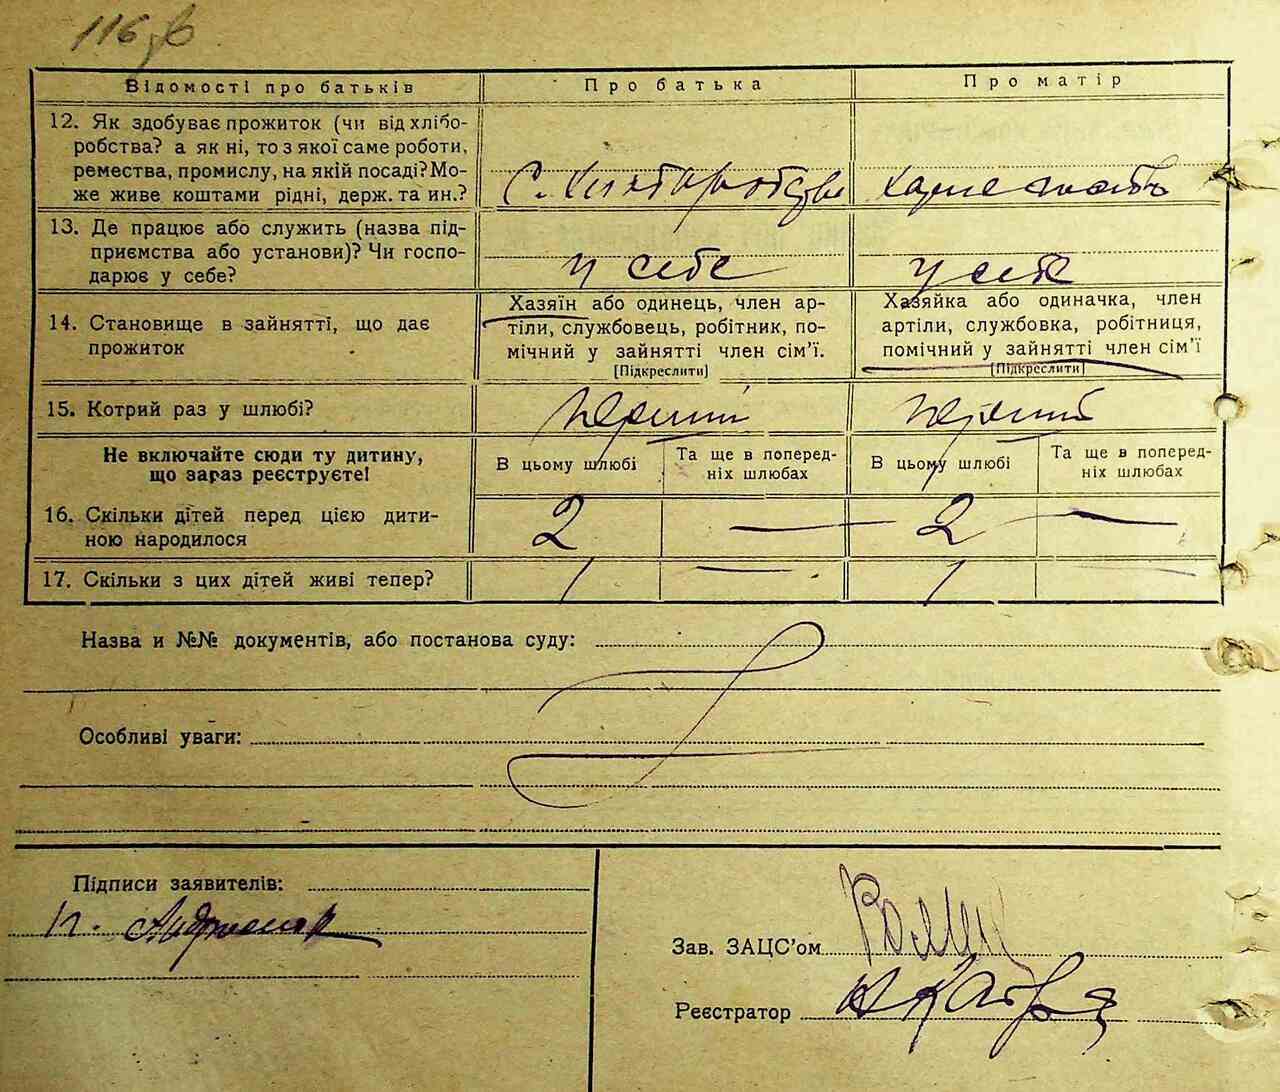 116 зв
Відомості про батьків
Про батька
Про матір
12. Як здобуває прожиток (чи від хлібо-
робства? а як ні, то з якої саме роботи,
ремества, промислу, на якій посаді? Мо-
же живе коштами рідні, держ. та ин.?
С.
13. Де працює або служить (назва під-
приємства або установи)? Чи госпо-
дарює у себе?
у себе
у себе
14. Становище в зайнятті, що дає
прожиток
Хазяїн або одинець, член ар-
тіли, службовець, робітник, по-
мічний у зайнятті член сім'ї.
[Підкреслити]
Хазяйка або одиначка, член
артіли, службовка, робітниця,
помічний у зайнятті член сім'ї
[Підкреслити]
15. Котрий раз у шлюбі?
перший
перший
Не включайте сюди ту дитину,
що зараз реєструєте!
В цьому шлюбі
Та ще в поперед-
ніх шлюбах
В цьому шлюбі
Та ще в поперед-
ніх шлюбах
16. Скільки дітей перед цією дити-
ною народилося
2 — 2 —
17. Скільки з цих дітей живі тепер?
1 — 1 —
Назва и №№ документів, або постанова суду:
Особливі уваги:
Підписи заявителів:
Зав. ЗАЦС'ом
Реєстратор